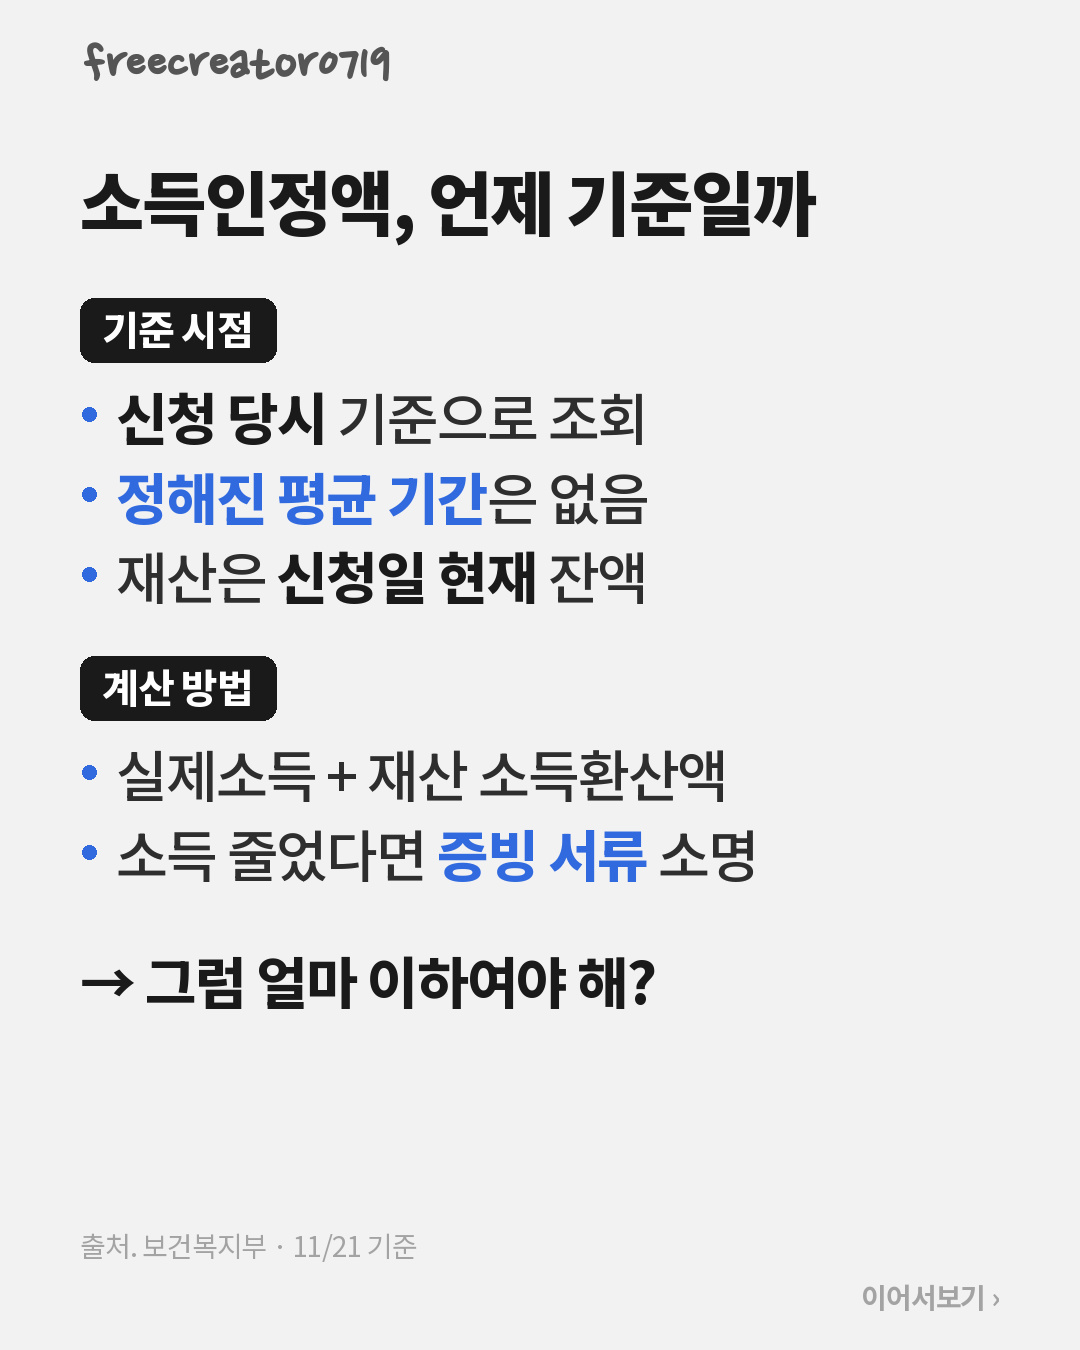 freecreator0719
소득인정액, 언제 기준일까
기준 시점
• 신청 당시 기준으로 조회
• 정해진 평균 기간은 없음
• 재산은 신청일 현재 잔액
계산 방법
• 실제소득 + 재산 소득환산액
• 소득 줄었다면 증빙 서류 소명
→ 그럼 얼마 이하여야 해?
출처. 보건복지부 · 11/21 기준
이어서보기 ›